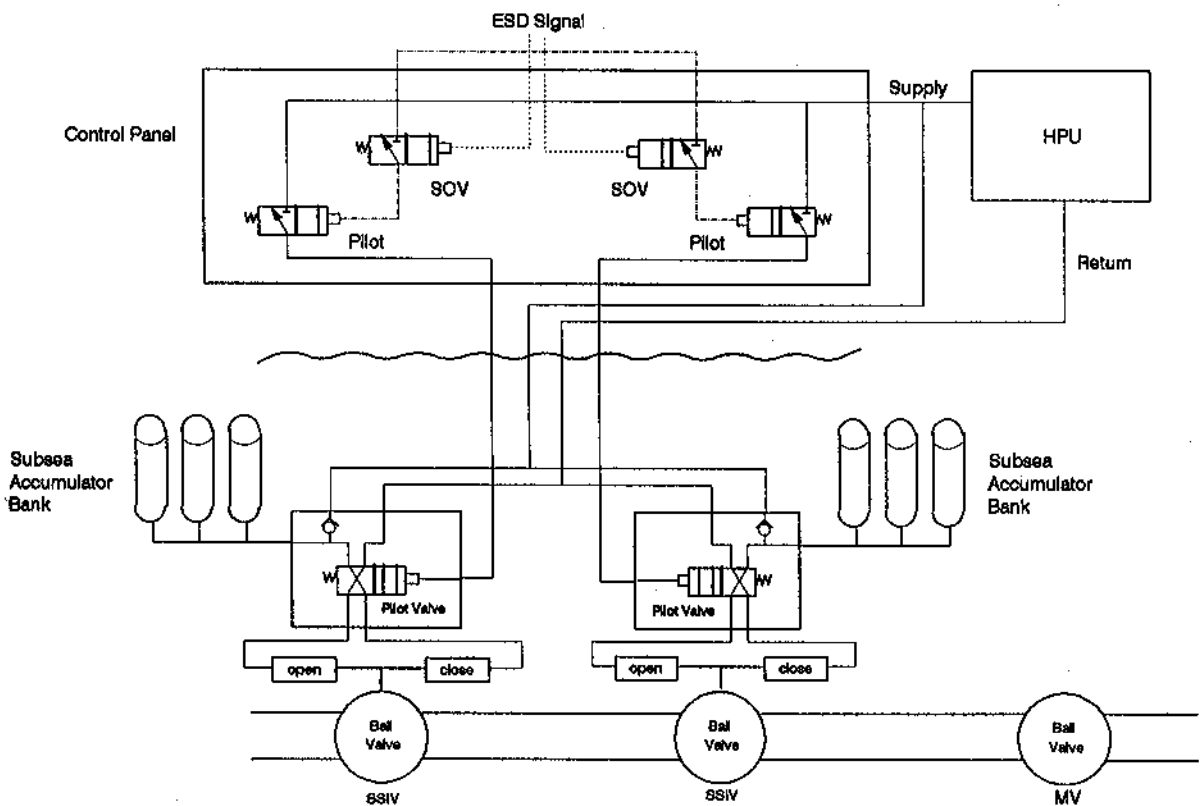 ESD Signal
Supply
Control Panel
HPU
SOV
SOV
Pilot
Pilot
Return
Subsea
Accumulator
Bank
Subsea
Accumulator
Bank
Pilot Valve
Pilot Valve
open
close
open
close
Ball
Valve
Ball
Valve
Ball
Valve
SSIV
SSIV
MV